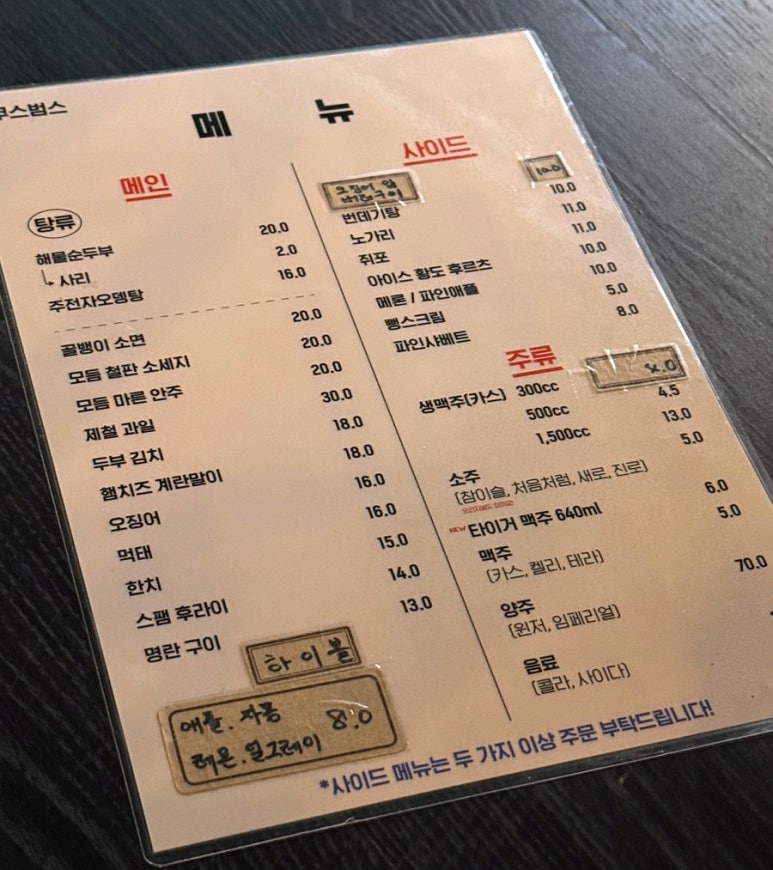 쿠스범스
메 뉴
메인
탕류
해물순두부 20.0
사리 2.0
주전자오뎅탕 16.0
골뱅이 소면 20.0
모듬 철판 소세지 20.0
모듬 마른 안주 20.0
제철 과일 30.0
두부 김치 18.0
햄치즈 계란말이 18.0
오징어 16.0
먹태 16.0
한치 15.0
스팸 후라이 14.0
명란 구이 13.0
하이볼
애플.자몽 8.0
레몬.얼그레이
사이드
오징어 입
버터구이 10.0
번데기탕 10.0
노가리 11.0
쥐포 11.0
아이스 황도 후르츠 10.0
메론 / 파인애플 10.0
뻥스크림 5.0
파인샤베트 8.0
주류
생맥주(카스) 300cc
500cc 4.5
1,500cc 13.0
소주 5.0
(참이슬, 처음처럼, 새로, 진로)
NEW 타이거 맥주 640ml 6.0
맥주 5.0
(카스, 켈리, 테라)
양주 70.0
(윈저, 임페리얼)
음료
(콜라, 사이다)
*사이드 메뉴는 두 가지 이상 주문 부탁드립니다!